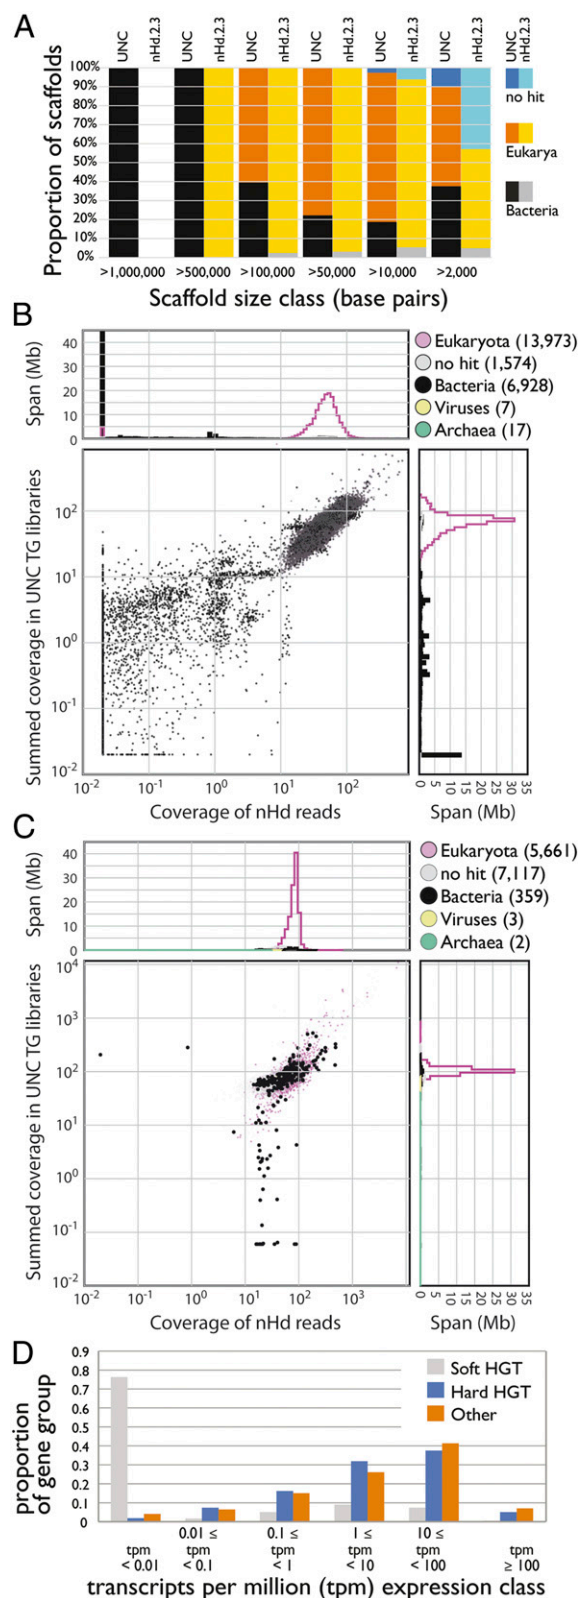 A
UNC
nHd.2.3
UNC
nHd.2.3
UNC
nHd.2.3
UNC
nHd.2.3
UNC
nHd.2.3
UNC
nHd.2.3
UNC
nHd.2.3
Proportion of scaffolds
100%
90%
80%
70%
60%
50%
40%
30%
20%
10%
0%
no hit
Eukarya
Bacteria
>1,000,000 >500,000 >100,000 >50,000 >10,000 >2,000
Scaffold size class (base pairs)
B
Span (Mb)
40
30
20
10
0
Eukaryota (13,973)
no hit (1,574)
Bacteria (6,928)
Viruses (7)
Archaea (17)
Summed coverage in UNC TG libraries
10²
10¹
10⁰
10⁻¹
10⁻²
10⁻² 10⁻¹ 10⁰ 10¹ 10²
Coverage of nHd reads
0 5 10 15 20 25 30 35
Span (Mb)
C
Span (Mb)
40
30
20
10
0
Eukaryota (5,661)
no hit (7,117)
Bacteria (359)
Viruses (3)
Archaea (2)
Summed coverage in UNC TG libraries
10⁴
10³
10²
10¹
10⁰
10⁻¹
10⁻²
10⁻² 10⁻¹ 10⁰ 10¹ 10² 10³
Coverage of nHd reads
0 5 10 15 20 25 30 35
Span (Mb)
D
proportion
of gene group
0.9
0.8
0.7
0.6
0.5
0.4
0.3
0.2
0.1
0
Soft HGT
Hard HGT
Other
tpm
< 0.01
0.01 ≤
tpm
< 0.1
0.1 ≤
tpm
< 1
1 ≤
tpm
< 10
10 ≤
tpm
< 100
tpm
≥ 100
transcripts per million (tpm) expression class